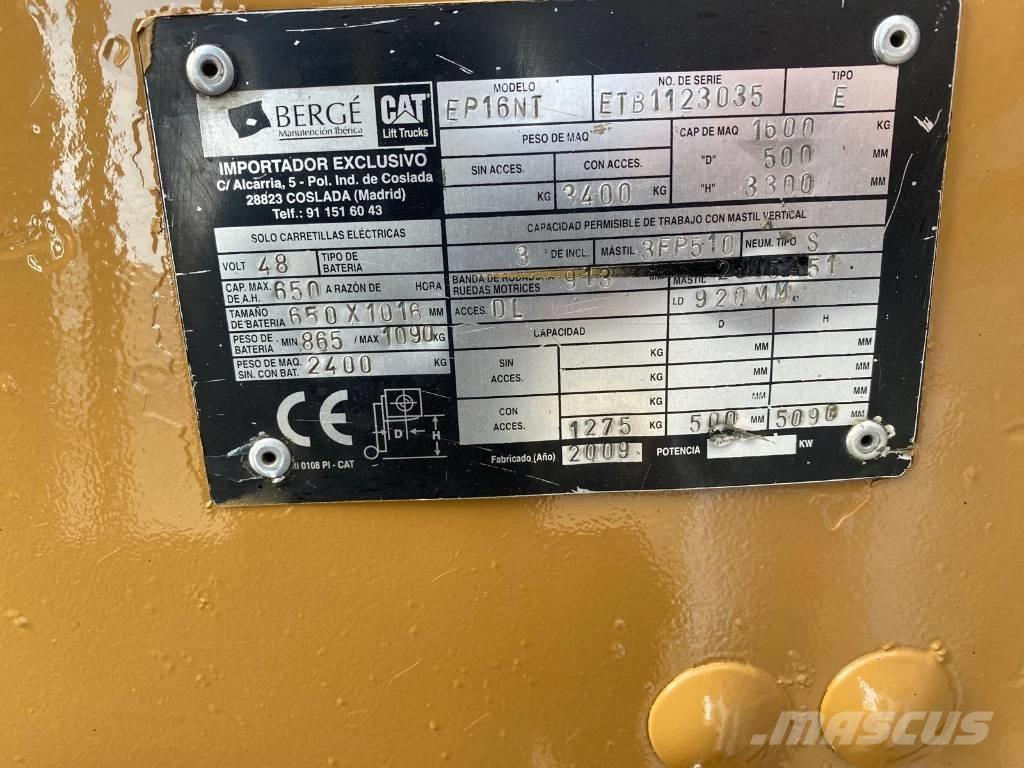 BERGÉ
Manutención Ibérica
CAT
Lift Trucks
IMPORTADOR EXCLUSIVO
C/ Alcarria, 5 - Pol. Ind. de Coslada
28823 COSLADA (Madrid)
Telf.: 91 151 60 43
MODELO EP16NT
NO. DE SERIE ETB1123035
TIPO E
PESO DE MAQ
SIN ACCES. CON ACCES.
KG 3400 KG
CAP DE MAQ 1600 KG
"D" 500 MM
"H" 3300 MM
SOLO CARRETILLAS ELÉCTRICAS
VOLT 48 TIPO DE BATERIA
CAP. MAX. DE A.H. 650 A RAZÓN DE HORA
TAMAÑO DE BATERIA 650X1016 MM
PESO DE BATERIA MIN 865 / MAX 1090 KG
PESO DE MAQ. SIN. CON BAT. 2400 KG
CAPACIDAD PERMISIBLE DE TRABAJO CON MASTIL VERTICAL
3 DE INCL. MÁSTIL 3FP510 NEUM. TIPO S
BANDA DE RODADURA RUEDAS MOTRICES 913 MASTIL
ACCES. DL I.D 920MM.
CAPACIDAD D H
SIN ACCES. KG MM MM
KG MM MM
CON ACCES. KG MM MM
1275 KG 500 MM 5090 MM
Fabricado (Año) 2009 POTENCIA KW
CE
D H
0108 PI - CAT
MASCUS